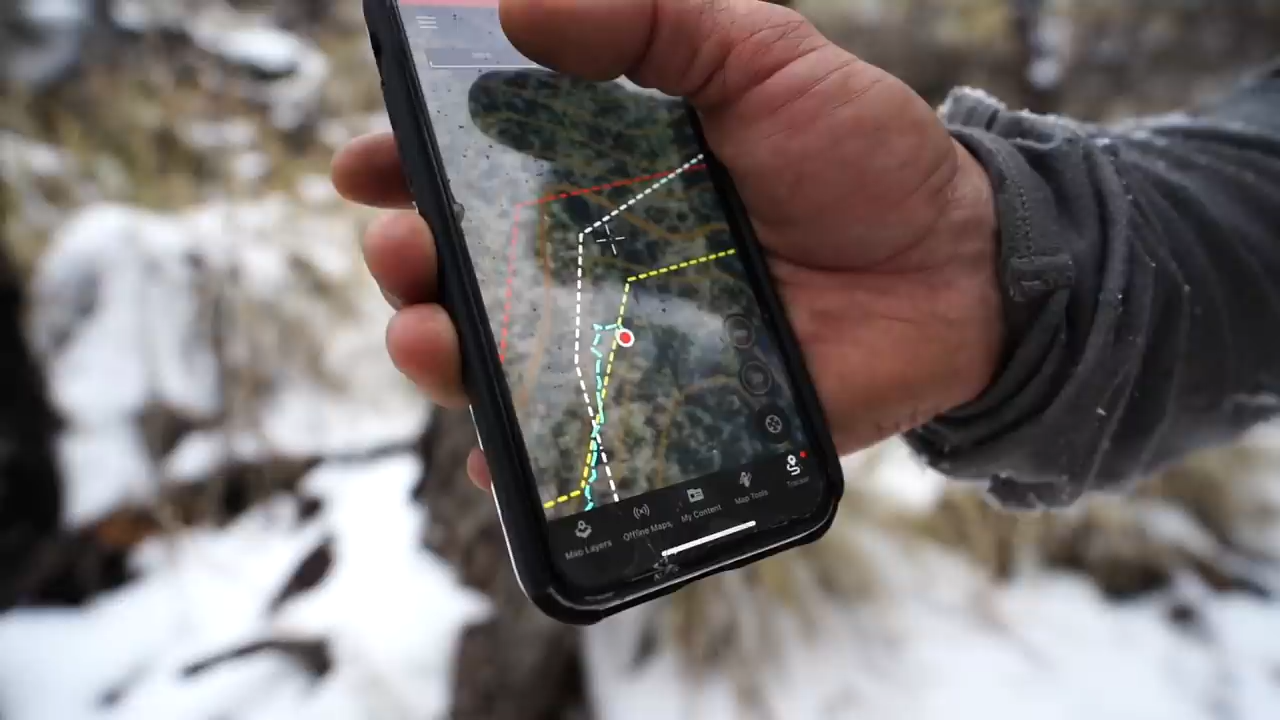 Map Layers
Offline Maps
My Content
Map Tools
Tracker